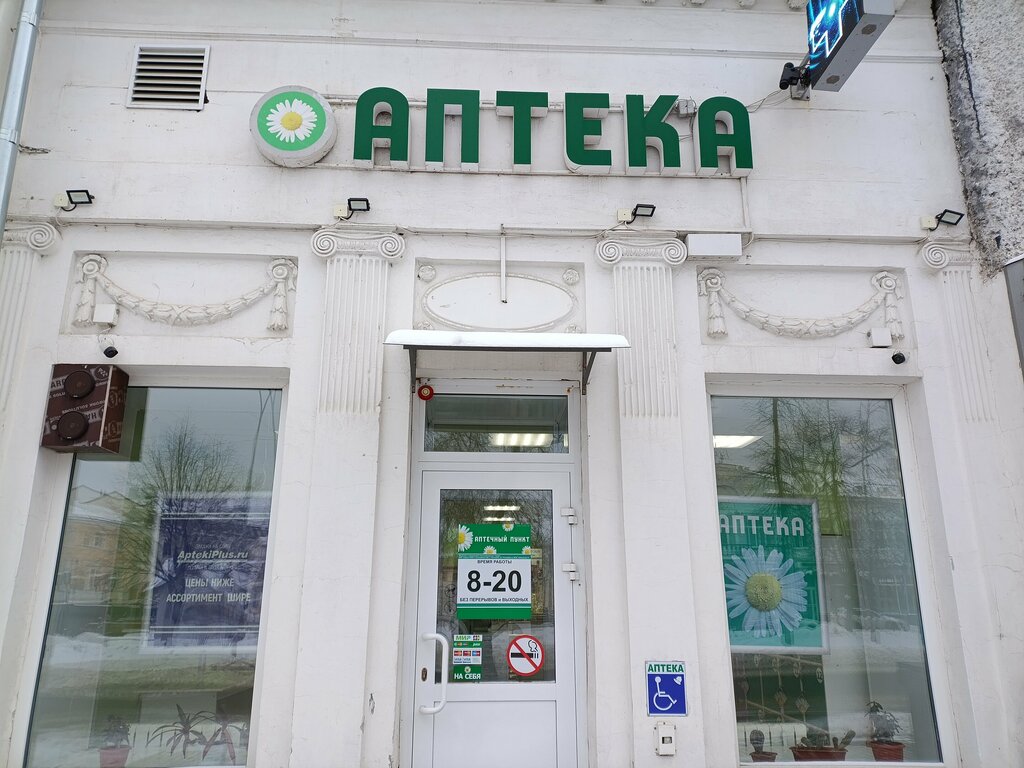 АПТЕКА
AptekiPlus.ru
ЦЕНЫ НИЖЕ
АССОРТИМЕНТ ШИРЕ
АПТЕЧНЫЙ ПУНКТ
ВРЕМЯ РАБОТЫ
8-20
БЕЗ ПЕРЕРЫВОВ и ВЫХОДНЫХ
МИР
НА СЕБЯ
АПТЕКА
АПТЕКА